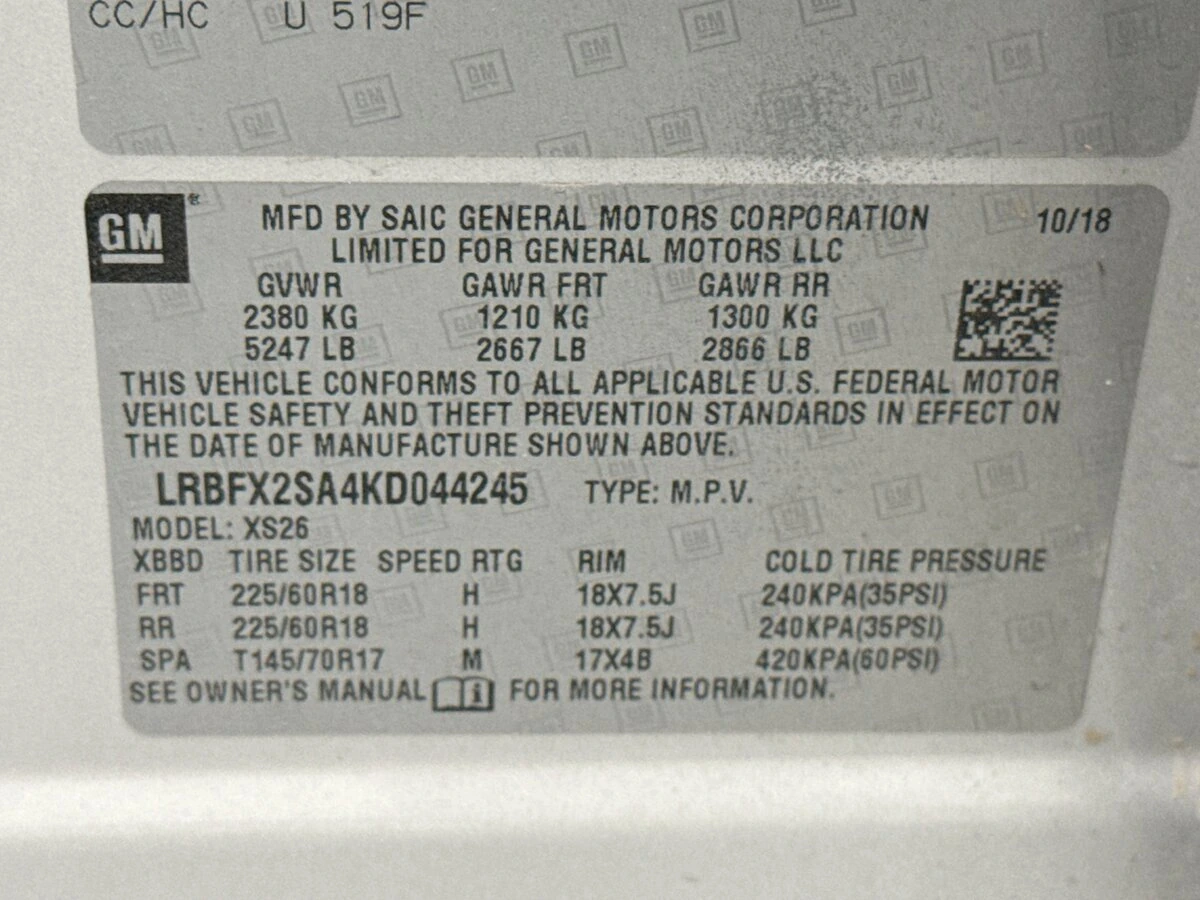 CC/HC U 519F
GM
MFD BY SAIC GENERAL MOTORS CORPORATION 10/18
LIMITED FOR GENERAL MOTORS LLC
GVWR GAWR FRT GAWR RR
2380 KG 1210 KG 1300 KG
5247 LB 2667 LB 2866 LB
THIS VEHICLE CONFORMS TO ALL APPLICABLE U.S. FEDERAL MOTOR
VEHICLE SAFETY AND THEFT PREVENTION STANDARDS IN EFFECT ON
THE DATE OF MANUFACTURE SHOWN ABOVE.
LRBFX2SA4KD044245 TYPE: M.P.V.
MODEL: XS26
XBBD TIRE SIZE SPEED RTG RIM COLD TIRE PRESSURE
FRT 225/60R18 H 18X7.5J 240KPA(35PSI)
RR 225/60R18 H 18X7.5J 240KPA(35PSI)
SPA T145/70R17 M 17X4B 420KPA(60PSI)
SEE OWNER'S MANUAL i FOR MORE INFORMATION.